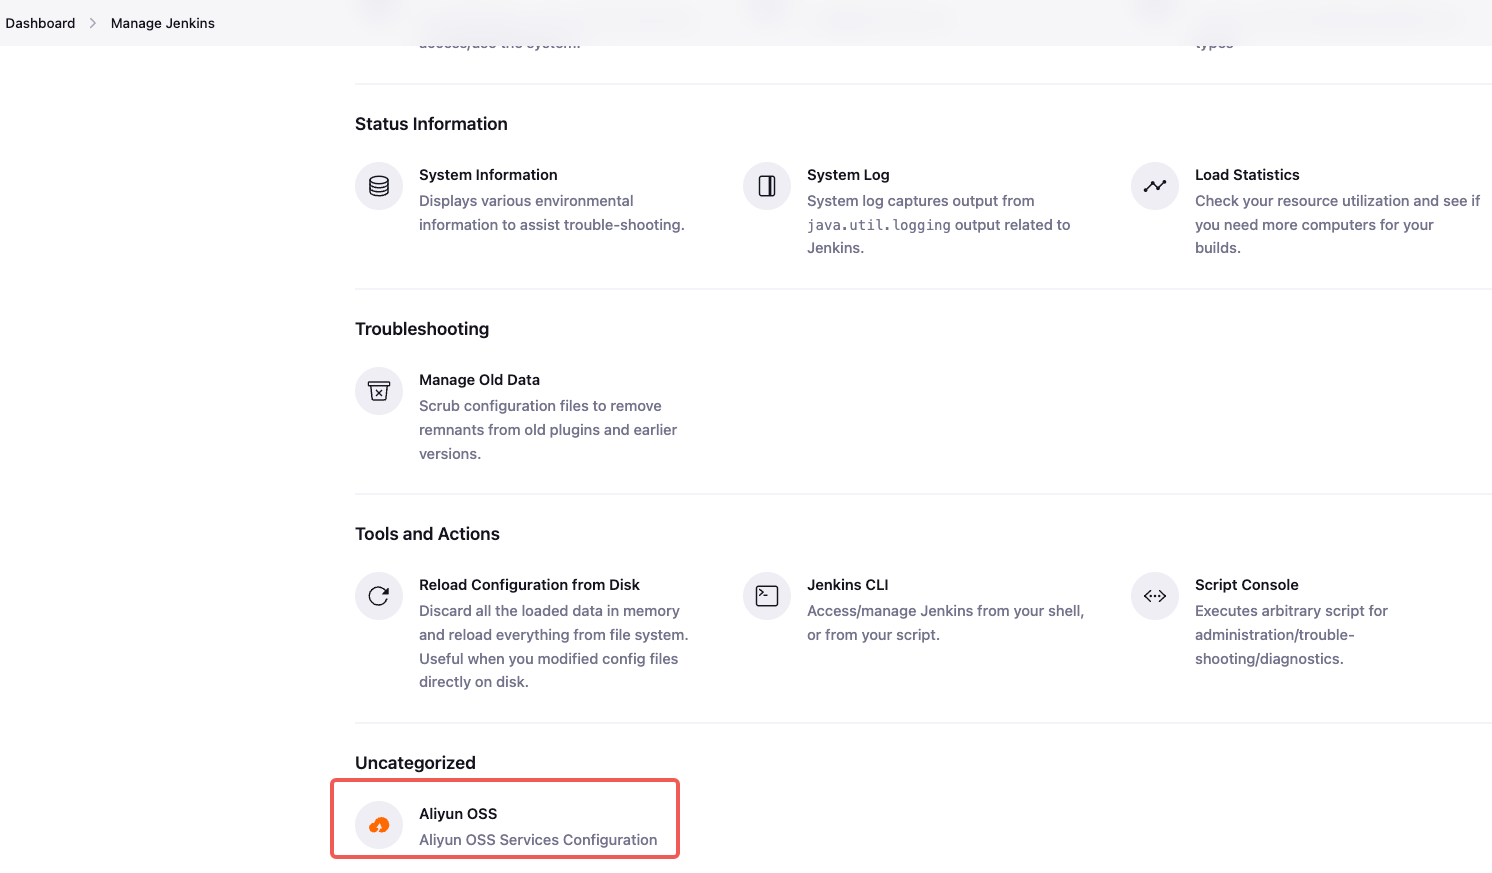 Dashboard > Manage Jenkins
access/use the system.
types
Status Information
System Information
Displays various environmental
information to assist trouble-shooting.
System Log
System log captures output from
java.util.logging output related to
Jenkins.
Load Statistics
Check your resource utilization and see if
you need more computers for your
builds.
Troubleshooting
Manage Old Data
Scrub configuration files to remove
remnants from old plugins and earlier
versions.
Tools and Actions
Reload Configuration from Disk
Discard all the loaded data in memory
and reload everything from file system.
Useful when you modified config files
directly on disk.
Jenkins CLI
Access/manage Jenkins from your shell,
or from your script.
Script Console
Executes arbitrary script for
administration/trouble-
shooting/diagnostics.
Uncategorized
Aliyun OSS
Aliyun OSS Services Configuration